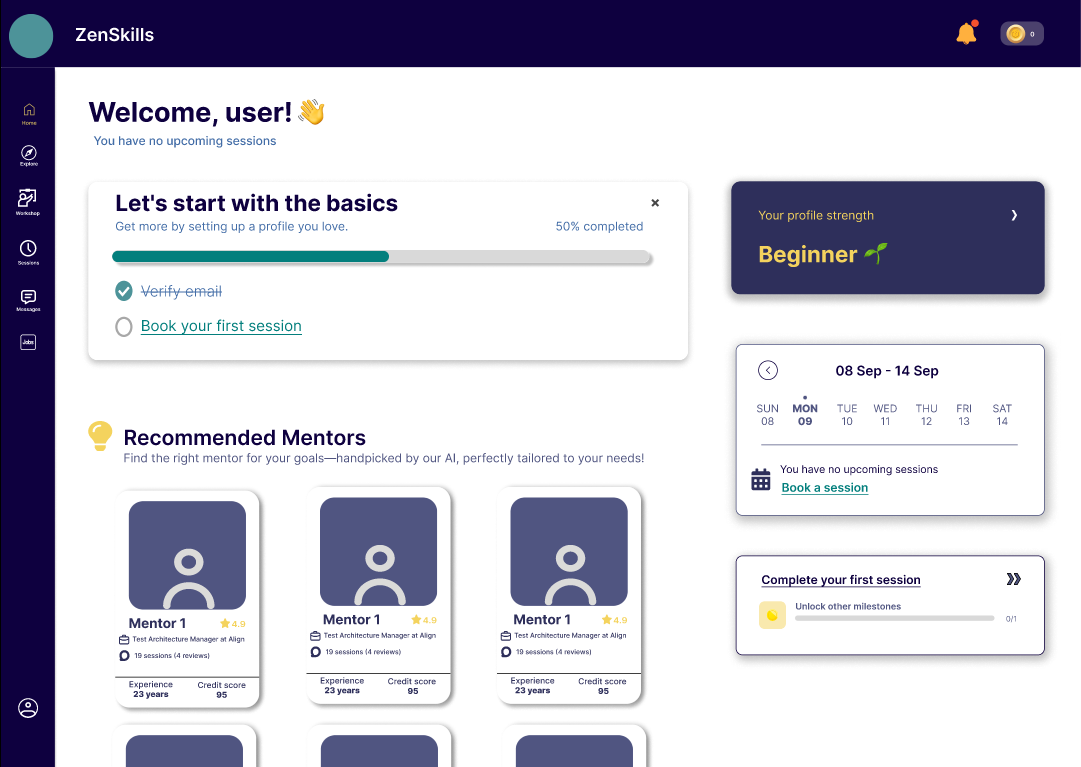 ZenSkills
0
Home
Explore
Workshop
Sessions
Messages
Jobs
Welcome, user! 👋
You have no upcoming sessions
Let's start with the basics
×
Get more by setting up a profile you love.
50% completed
Verify email
Book your first session
Your profile strength
Beginner 🌱
08 Sep - 14 Sep
SUN MON TUE WED THU FRI SAT
08 09 10 11 12 13 14
You have no upcoming sessions
Book a session
Complete your first session
Unlock other milestones
0/1
Recommended Mentors
Find the right mentor for your goals—handpicked by our AI, perfectly tailored to your needs!
Mentor 1 4.9
Test Architecture Manager at Align
19 sessions (4 reviews)
Experience Credit score
23 years 95
Mentor 1 4.9
Test Architecture Manager at Align
19 sessions (4 reviews)
Experience Credit score
23 years 95
Mentor 1 4.9
Test Architecture Manager at Align
19 sessions (4 reviews)
Experience Credit score
23 years 95